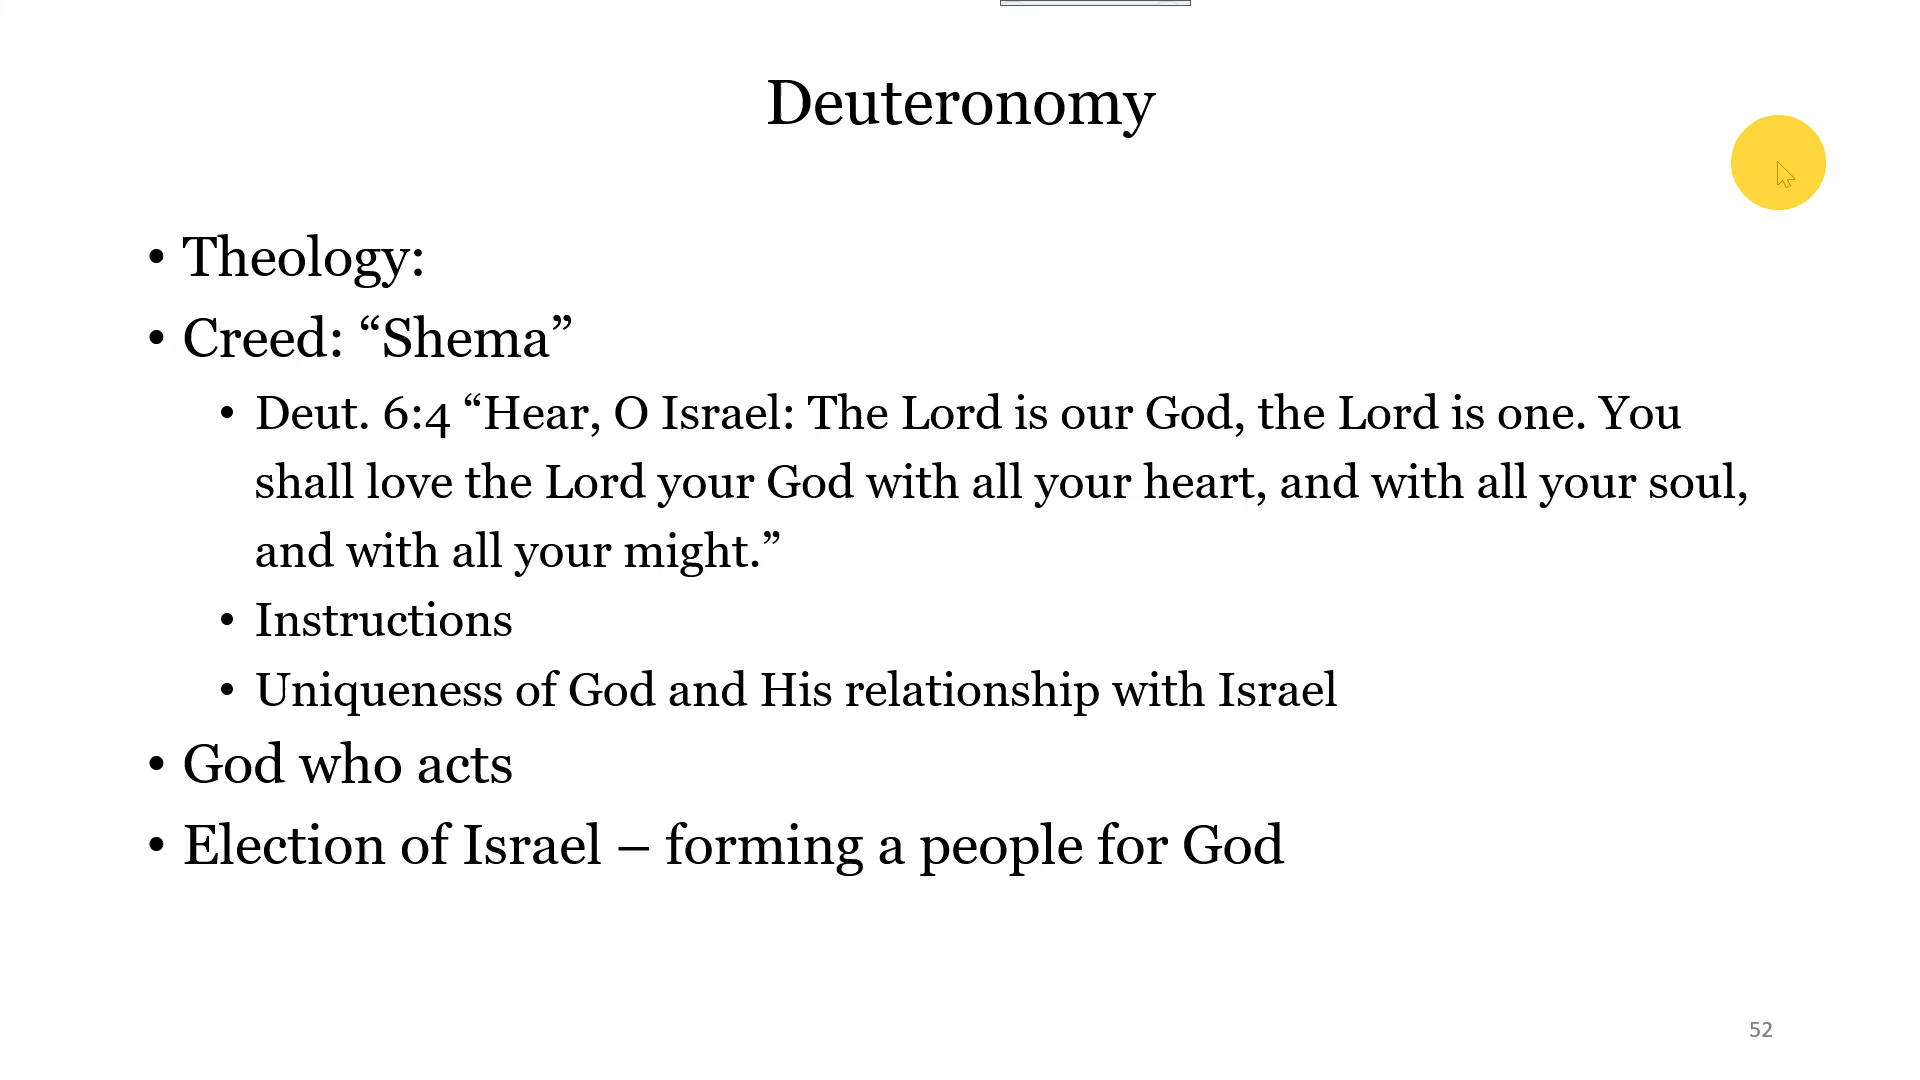 Deuteronomy
• Theology:
• Creed: “Shema”
• Deut. 6:4 “Hear, O Israel: The Lord is our God, the Lord is one. You
shall love the Lord your God with all your heart, and with all your soul,
and with all your might.”
• Instructions
• Uniqueness of God and His relationship with Israel
• God who acts
• Election of Israel – forming a people for God
52